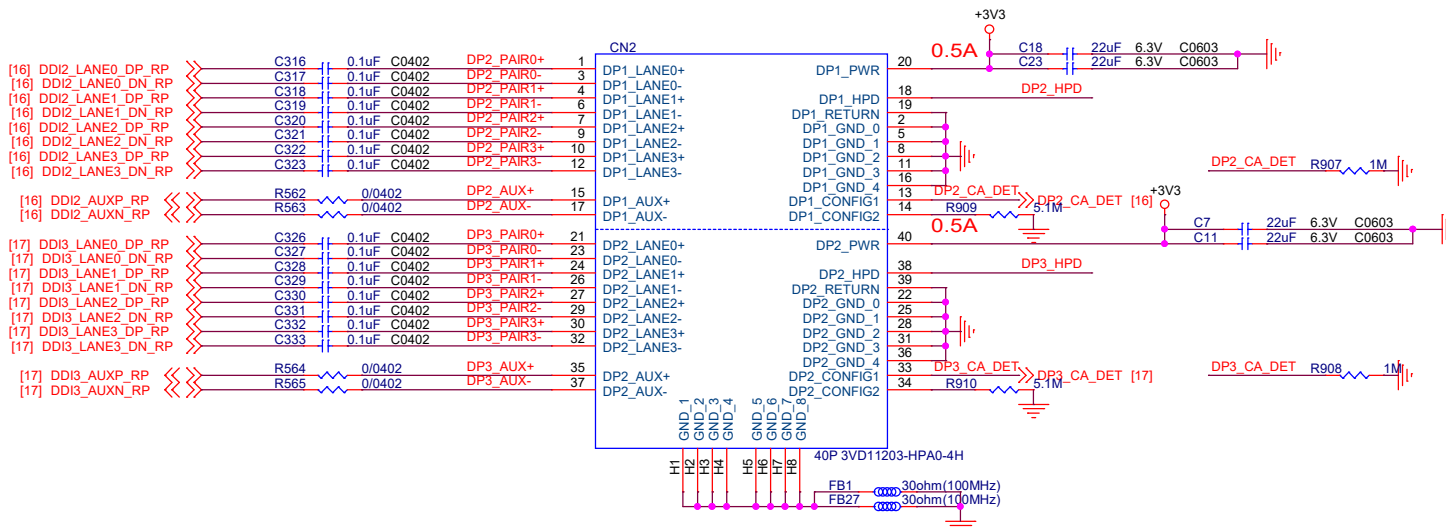 +3V3
CN2
0.5A
C18 22uF 6.3V C0603
C23 22uF 6.3V C0603
[16] DDI2_LANE0_DP_RP C316 0.1uF C0402 DP2_PAIR0+ 1 DP1_LANE0+ DP1_PWR 20
[16] DDI2_LANE0_DN_RP C317 0.1uF C0402 DP2_PAIR0- 3 DP1_LANE0-
[16] DDI2_LANE1_DP_RP C318 0.1uF C0402 DP2_PAIR1+ 4 DP1_LANE1+ DP1_HPD 18 DP2_HPD
[16] DDI2_LANE1_DN_RP C319 0.1uF C0402 DP2_PAIR1- 6 DP1_LANE1- DP1_RETURN 19
[16] DDI2_LANE2_DP_RP C320 0.1uF C0402 DP2_PAIR2+ 7 DP1_LANE2+ DP1_GND_0 2
[16] DDI2_LANE2_DN_RP C321 0.1uF C0402 DP2_PAIR2- 9 DP1_LANE2- DP1_GND_1 5
[16] DDI2_LANE3_DP_RP C322 0.1uF C0402 DP2_PAIR3+ 10 DP1_LANE3+ DP1_GND_2 8
[16] DDI2_LANE3_DN_RP C323 0.1uF C0402 DP2_PAIR3- 12 DP1_LANE3- DP1_GND_3 11
DP1_GND_4 16
DP2_CA_DET R907 1M
[16] DDI2_AUXP_RP R562 0/0402 DP2_AUX+ 15 DP1_AUX+ DP1_CONFIG1 13 DP2_CA_DET DP2_CA_DET [16]
[16] DDI2_AUXN_RP R563 0/0402 DP2_AUX- 17 DP1_AUX- DP1_CONFIG2 14 R909 5.1M
+3V3
0.5A
C7 22uF 6.3V C0603
C11 22uF 6.3V C0603
[17] DDI3_LANE0_DP_RP C326 0.1uF C0402 DP3_PAIR0+ 21 DP2_LANE0+ DP2_PWR 40
[17] DDI3_LANE0_DN_RP C327 0.1uF C0402 DP3_PAIR0- 23 DP2_LANE0-
[17] DDI3_LANE1_DP_RP C328 0.1uF C0402 DP3_PAIR1+ 24 DP2_LANE1+ DP2_HPD 38 DP3_HPD
[17] DDI3_LANE1_DN_RP C329 0.1uF C0402 DP3_PAIR1- 26 DP2_LANE1- DP2_RETURN 39
[17] DDI3_LANE2_DP_RP C330 0.1uF C0402 DP3_PAIR2+ 27 DP2_LANE2+ DP2_GND_0 22
[17] DDI3_LANE2_DN_RP C331 0.1uF C0402 DP3_PAIR2- 29 DP2_LANE2- DP2_GND_1 25
[17] DDI3_LANE3_DP_RP C332 0.1uF C0402 DP3_PAIR3+ 30 DP2_LANE3+ DP2_GND_2 28
[17] DDI3_LANE3_DN_RP C333 0.1uF C0402 DP3_PAIR3- 32 DP2_LANE3- DP2_GND_3 31
DP2_GND_4 36
[17] DDI3_AUXP_RP R564 0/0402 DP3_AUX+ 35 DP2_AUX+ DP2_CONFIG1 33 DP3_CA_DET DP3_CA_DET [17]
DP3_CA_DET R908 1M
[17] DDI3_AUXN_RP R565 0/0402 DP3_AUX- 37 DP2_AUX- DP2_CONFIG2 34 R910 5.1M
GND_1 GND_2 GND_3 GND_4 GND_5 GND_6 GND_7 GND_8
H1 H2 H3 H4 H5 H6 H7 H8
40P 3VD11203-HPA0-4H
FB1 30ohm(100MHz)
FB27 30ohm(100MHz)